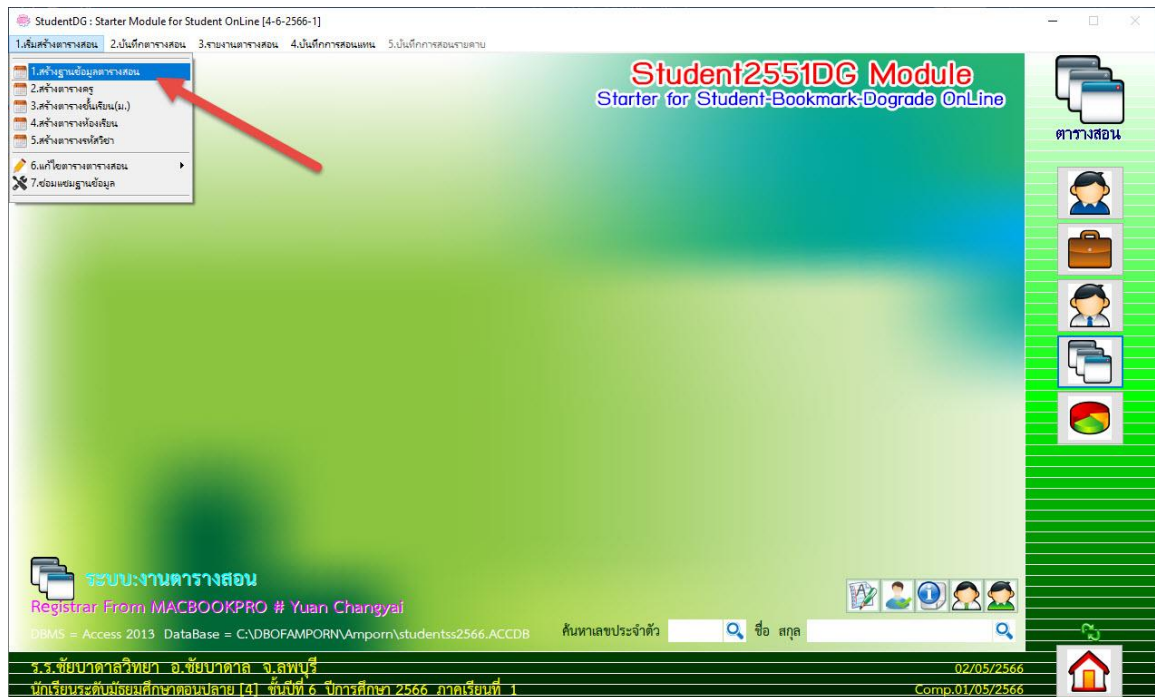 StudentDG : Starter Module for Student OnLine [4-6-2566-1]
1.เริ่มสร้างตารางสอน 2.บันทึกตารางสอน 3.รายงานตารางสอน 4.บันทึกการสอนแทน 5.บันทึกการสอนรายคาบ
1.สร้างฐานข้อมูลตารางสอน
2.สร้างตารางครู
3.สร้างตารางชั้นเรียน(ม.)
4.สร้างตารางห้องเรียน
5.สร้างตารางรหัสวิชา
6.แก้ไขตารางตารางสอน
7.ซ่อมแซมฐานข้อมูล
Student2551DG Module
Starter for Student-Bookmark-Dograde OnLine
ตารางสอน
ระบบ:งานตารางสอน
Registrar From MACBOOKPRO # Yuan Changyai
DBMS = Access 2013 DataBase = C:\DBOFAMPORN\Amporn\studentss2566.ACCDB
ค้นหาเลขประจำตัว ชื่อ สกุล
ร.ร.ชัยบาดาลวิทยา อ.ชัยบาดาล จ.ลพบุรี 02/05/2566
นักเรียนระดับมัธยมศึกษาตอนปลาย [4] ชั้นปีที่ 6 ปีการศึกษา 2566 ภาคเรียนที่ 1 Comp.01/05/2566